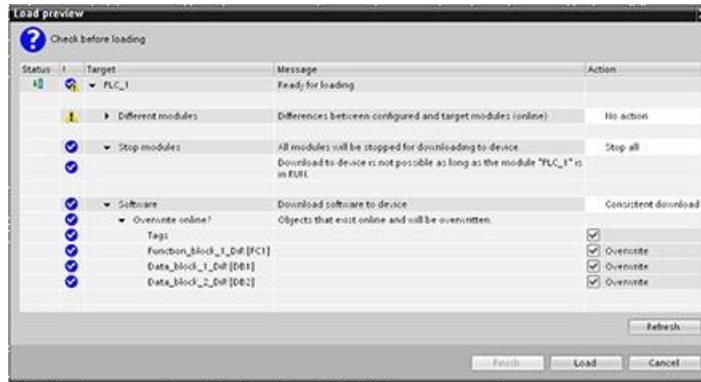 Load preview
Check before loading
Status ! Target Message Action
PLC_1 Ready for loading
Different modules Differences between configured and target modules (online) No action
Stop modules All modules will be stopped for downloading to device. Stop all
Download to device is not possible as long as the module "PLC_1" is
in RUN.
Software Download software to device Consistent download
Overwrite online? Objects that exist online and will be overwritten.
Tags
Function_block_1_Diff [FC1] Overwrite
Data_block_1_Diff [DB1] Overwrite
Data_block_2_Diff [DB2] Overwrite
Refresh
Finish Load Cancel